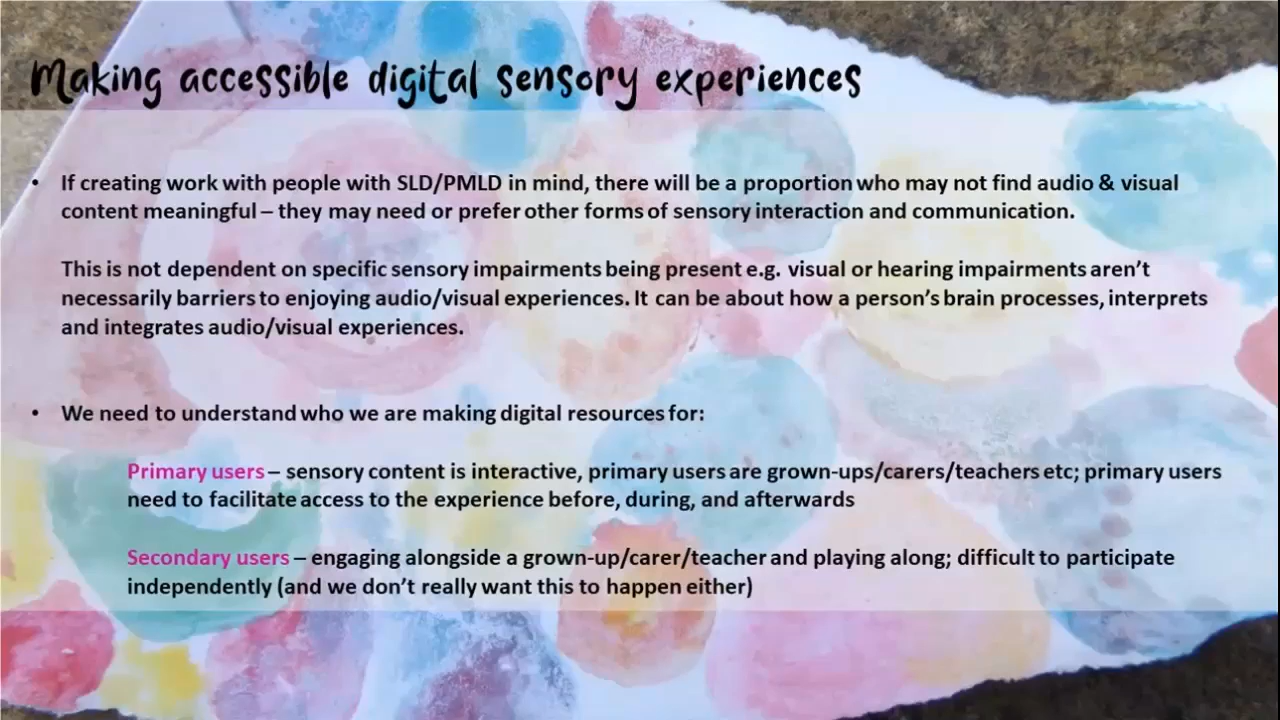 Making accessible digital sensory experiences
• If creating work with people with SLD/PMLD in mind, there will be a proportion who may not find audio & visual
content meaningful – they may need or prefer other forms of sensory interaction and communication.
This is not dependent on specific sensory impairments being present e.g. visual or hearing impairments aren't
necessarily barriers to enjoying audio/visual experiences. It can be about how a person's brain processes, interprets
and integrates audio/visual experiences.
• We need to understand who we are making digital resources for:
Primary users – sensory content is interactive, primary users are grown-ups/carers/teachers etc; primary users
need to facilitate access to the experience before, during, and afterwards
Secondary users – engaging alongside a grown-up/carer/teacher and playing along; difficult to participate
independently (and we don't really want this to happen either)